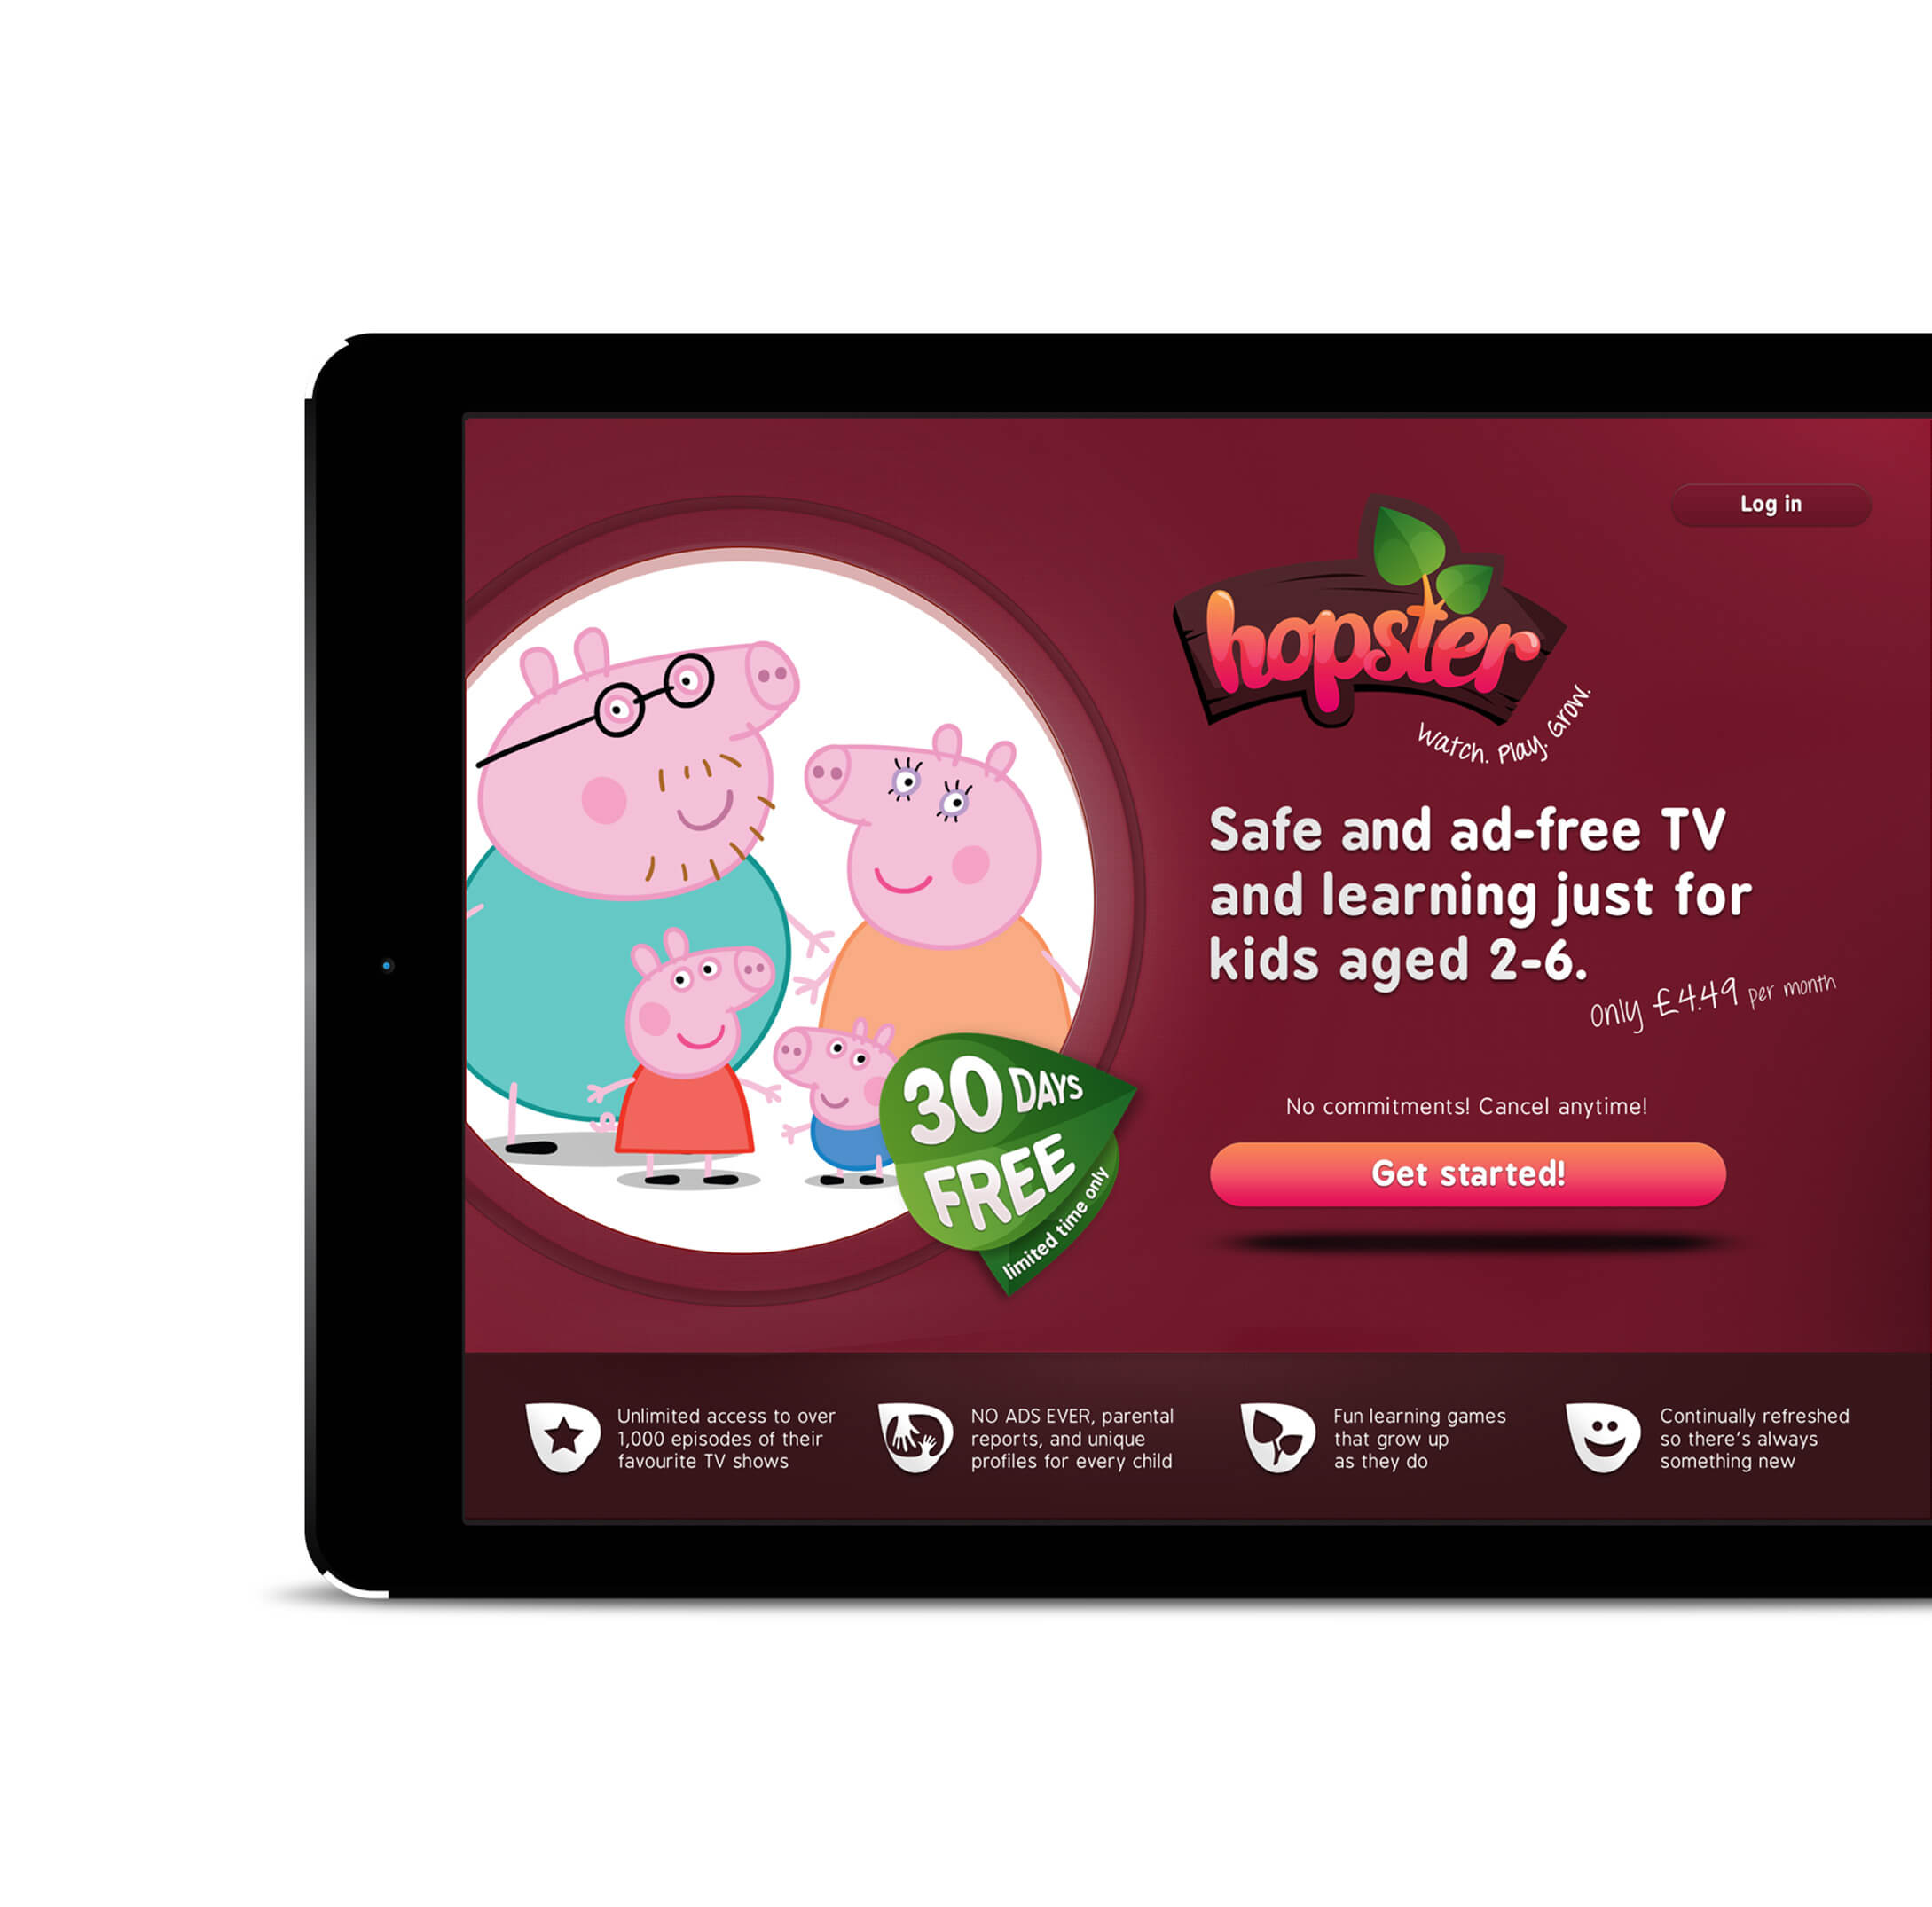 Log in
hopster
Watch. Play. Grow.
Safe and ad-free TV
and learning just for
kids aged 2-6.
only £4.49 per month
30 DAYS
FREE
limited time only
No commitments! Cancel anytime!
Get started!
Unlimited access to over
1,000 episodes of their
favourite TV shows
NO ADS EVER, parental
reports, and unique
profiles for every child
Fun learning games
that grow up
as they do
Continually refreshed
so there's always
something new